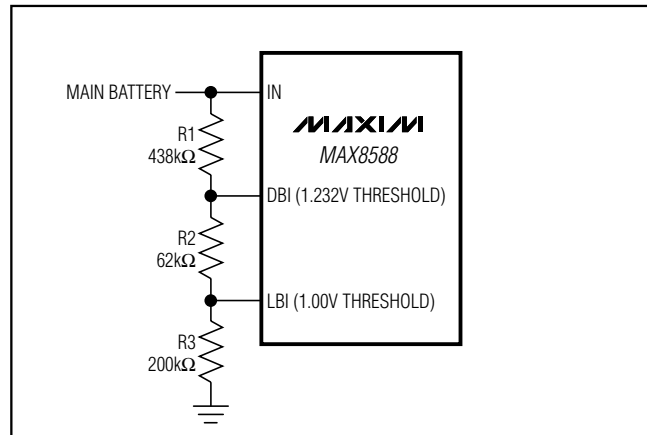 MAIN BATTERY
IN
MAXIM
MAX8588
R1
438kΩ
DBI (1.232V THRESHOLD)
R2
62kΩ
LBI (1.00V THRESHOLD)
R3
200kΩ